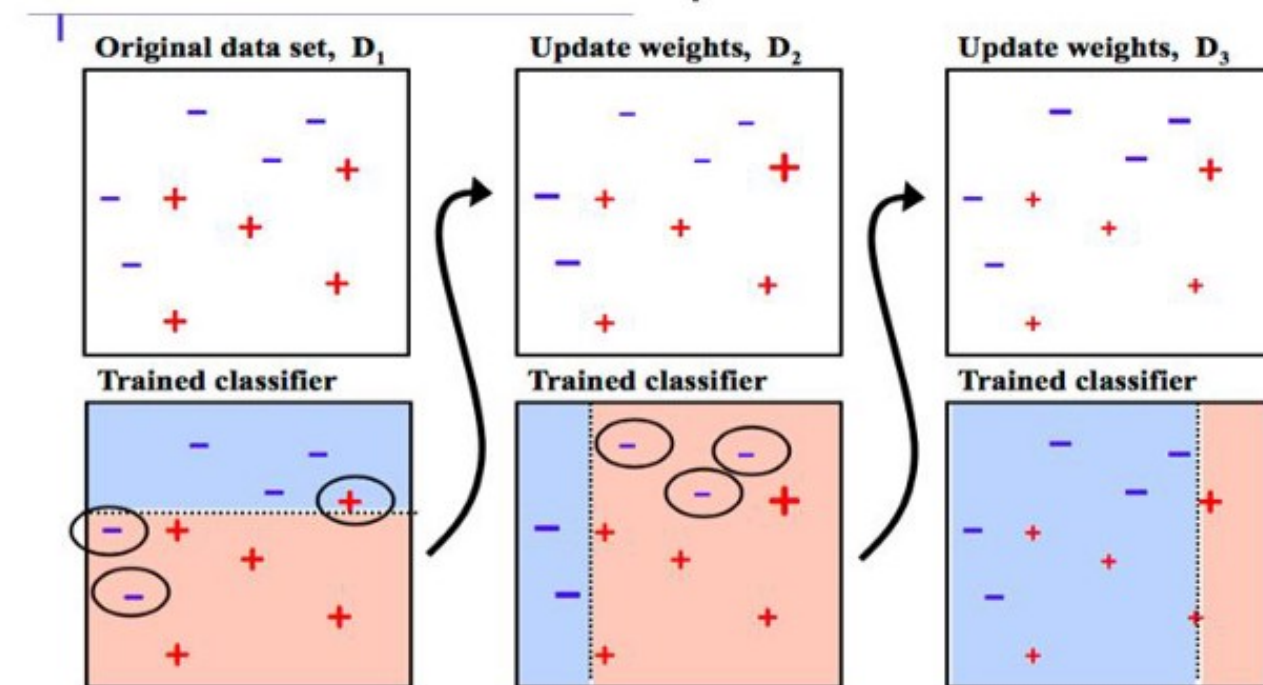 Original data set, D₁
Update weights, D₂
Update weights, D₃
Trained classifier
Trained classifier
Trained classifier